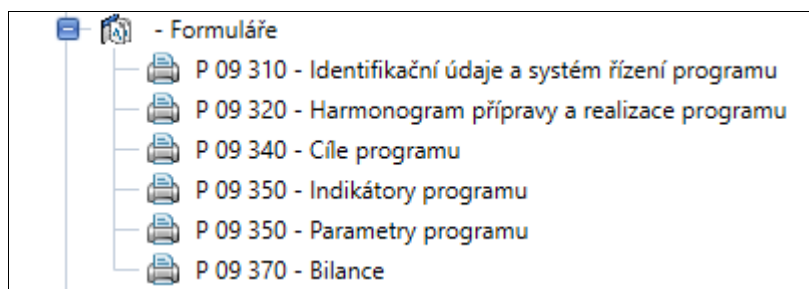 - Formuláře
P 09 310 - Identifikační údaje a systém řízení programu
P 09 320 - Harmonogram přípravy a realizace programu
P 09 340 - Cíle programu
P 09 350 - Indikátory programu
P 09 350 - Parametry programu
P 09 370 - Bilance